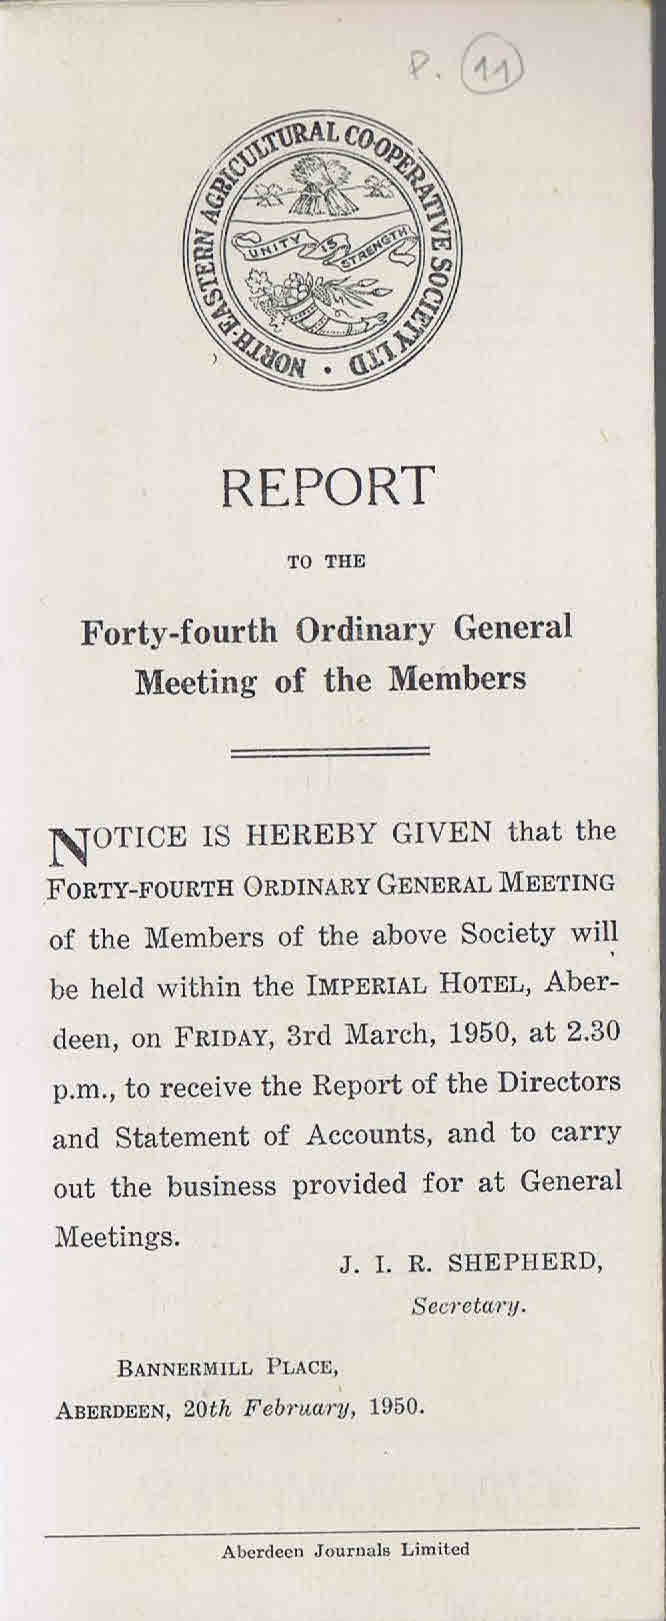 P. 11
NORTH-EASTERN AGRICULTURAL CO-OPERATIVE SOCIETY LTD
UNITY IS STRENGTH
REPORT
TO THE
Forty-fourth Ordinary General
Meeting of the Members
NOTICE IS HEREBY GIVEN that the
FORTY-FOURTH ORDINARY GENERAL MEETING
of the Members of the above Society will
be held within the IMPERIAL HOTEL, Aber-
deen, on FRIDAY, 3rd March, 1950, at 2.30
p.m., to receive the Report of the Directors
and Statement of Accounts, and to carry
out the business provided for at General
Meetings.
J. I. R. SHEPHERD,
Secretary.
BANNERMILL PLACE,
ABERDEEN, 20th February, 1950.
Aberdeen Journals Limited